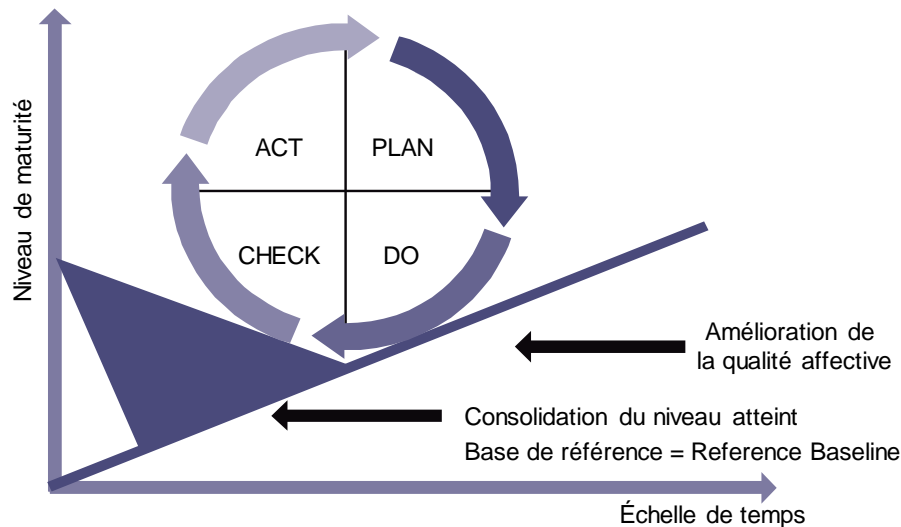 Niveau de maturité
ACT
PLAN
CHECK
DO
Amélioration de
la qualité affective
Consolidation du niveau atteint
Base de référence = Reference Baseline
Échelle de temps